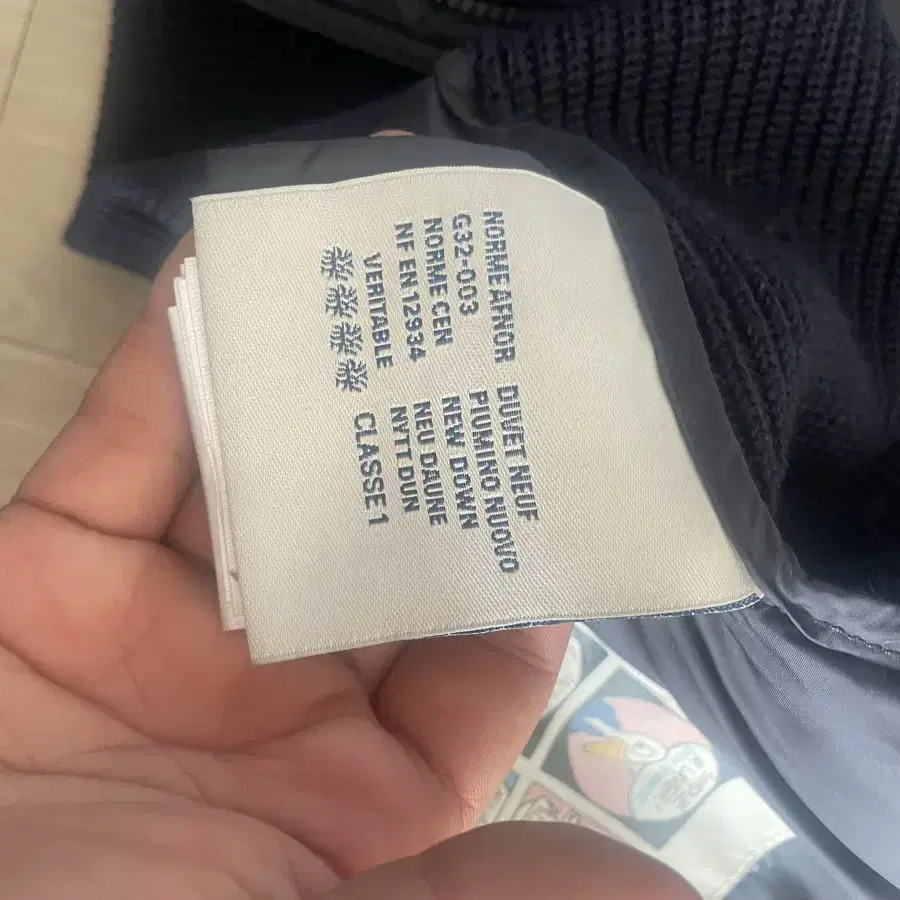 NORME AFNOR
G32-003
NORME CEN
NF EN 12934
VERITABLE
DUVET NEUF
PIUMINO NUOVO
NEW DOWN
NEU DAUNE
NYTT DUN
CLASSE 1